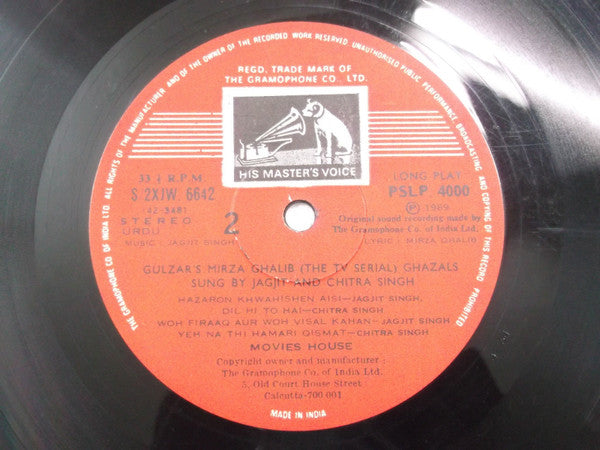 ALL RIGHTS OF THE MANUFACTURER AND OF THE OWNER OF THE RECORDED WORK RESERVED. UNAUTHORISED PUBLIC PERFORMANCE, BROADCASTING AND COPYING OF THIS RECORD PROHIBITED
REGD. TRADE MARK OF
THE GRAMOPHONE CO. LTD.
HIS MASTER'S VOICE
33⅓ R.P.M.
S 2XJW. 6642
(42-3481)
STEREO
URDU
MUSIC : JAGJIT SINGH
2
LONG PLAY
PSLP 4000
℗ 1989
Original sound recording made by
The Gramophone Co. of India Ltd.
LYRIC : MIRZA GHALIB
GULZAR'S MIRZA GHALIB (THE TV SERIAL) GHAZALS
SUNG BY JAGJIT AND CHITRA SINGH
HAZARON KHWAHISHEN AISI—JAGJIT SINGH,
DIL HI TO HAI—CHITRA SINGH
WOH FIRAAQ AUR WOH VISAL KAHAN—JAGJIT SINGH
YEH NA THI HAMARI QISMAT—CHITRA SINGH
MOVIES HOUSE
Copyright owner and manufacturer :
The Gramophone Co. of India Ltd.
5, Old Court House Street
Calcutta-700 001
MADE IN INDIA
THE GRAMOPHONE CO OF INDIA LTD.